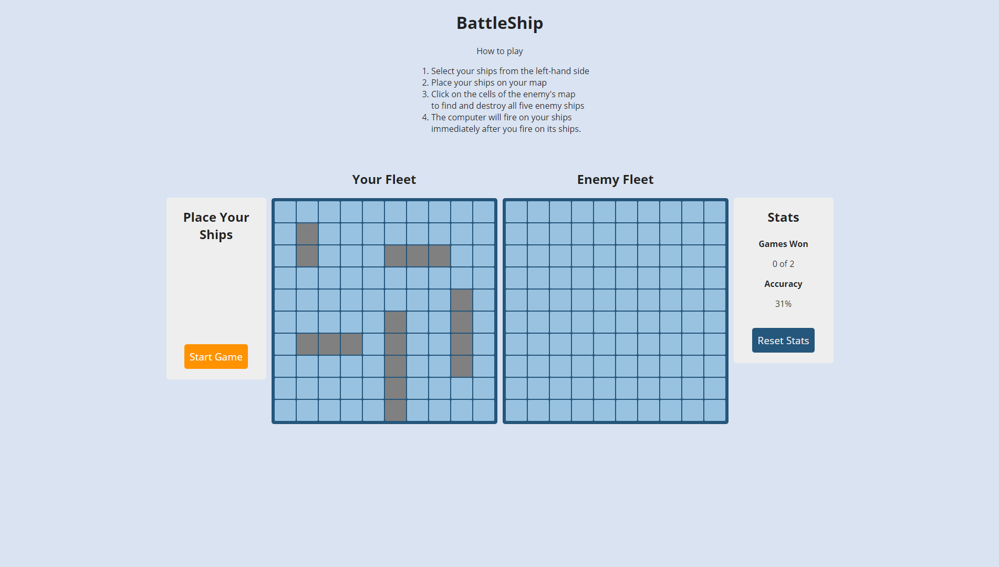 BattleShip
How to play
1. Select your ships from the left-hand side
2. Place your ships on your map
3. Click on the cells of the enemy's map
to find and destroy all five enemy ships
4. The computer will fire on your ships
immediately after you fire on its ships.
Your Fleet
Enemy Fleet
Place Your
Ships
Start Game
Stats
Games Won
0 of 2
Accuracy
31%
Reset Stats